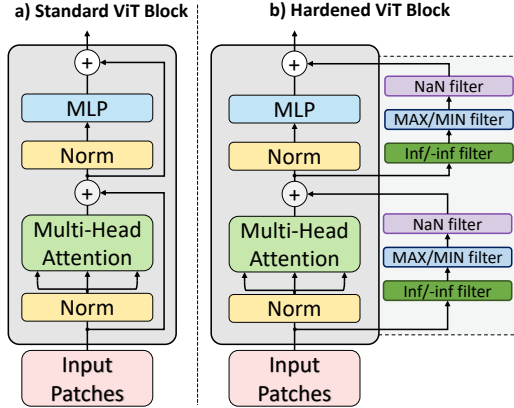 a) Standard ViT Block
+
MLP
Norm
+
Multi-Head
Attention
Norm
Input
Patches
b) Hardened ViT Block
+
MLP
Norm
+
Multi-Head
Attention
Norm
Input
Patches
NaN filter
MAX/MIN filter
Inf/-inf filter
NaN filter
MAX/MIN filter
Inf/-inf filter